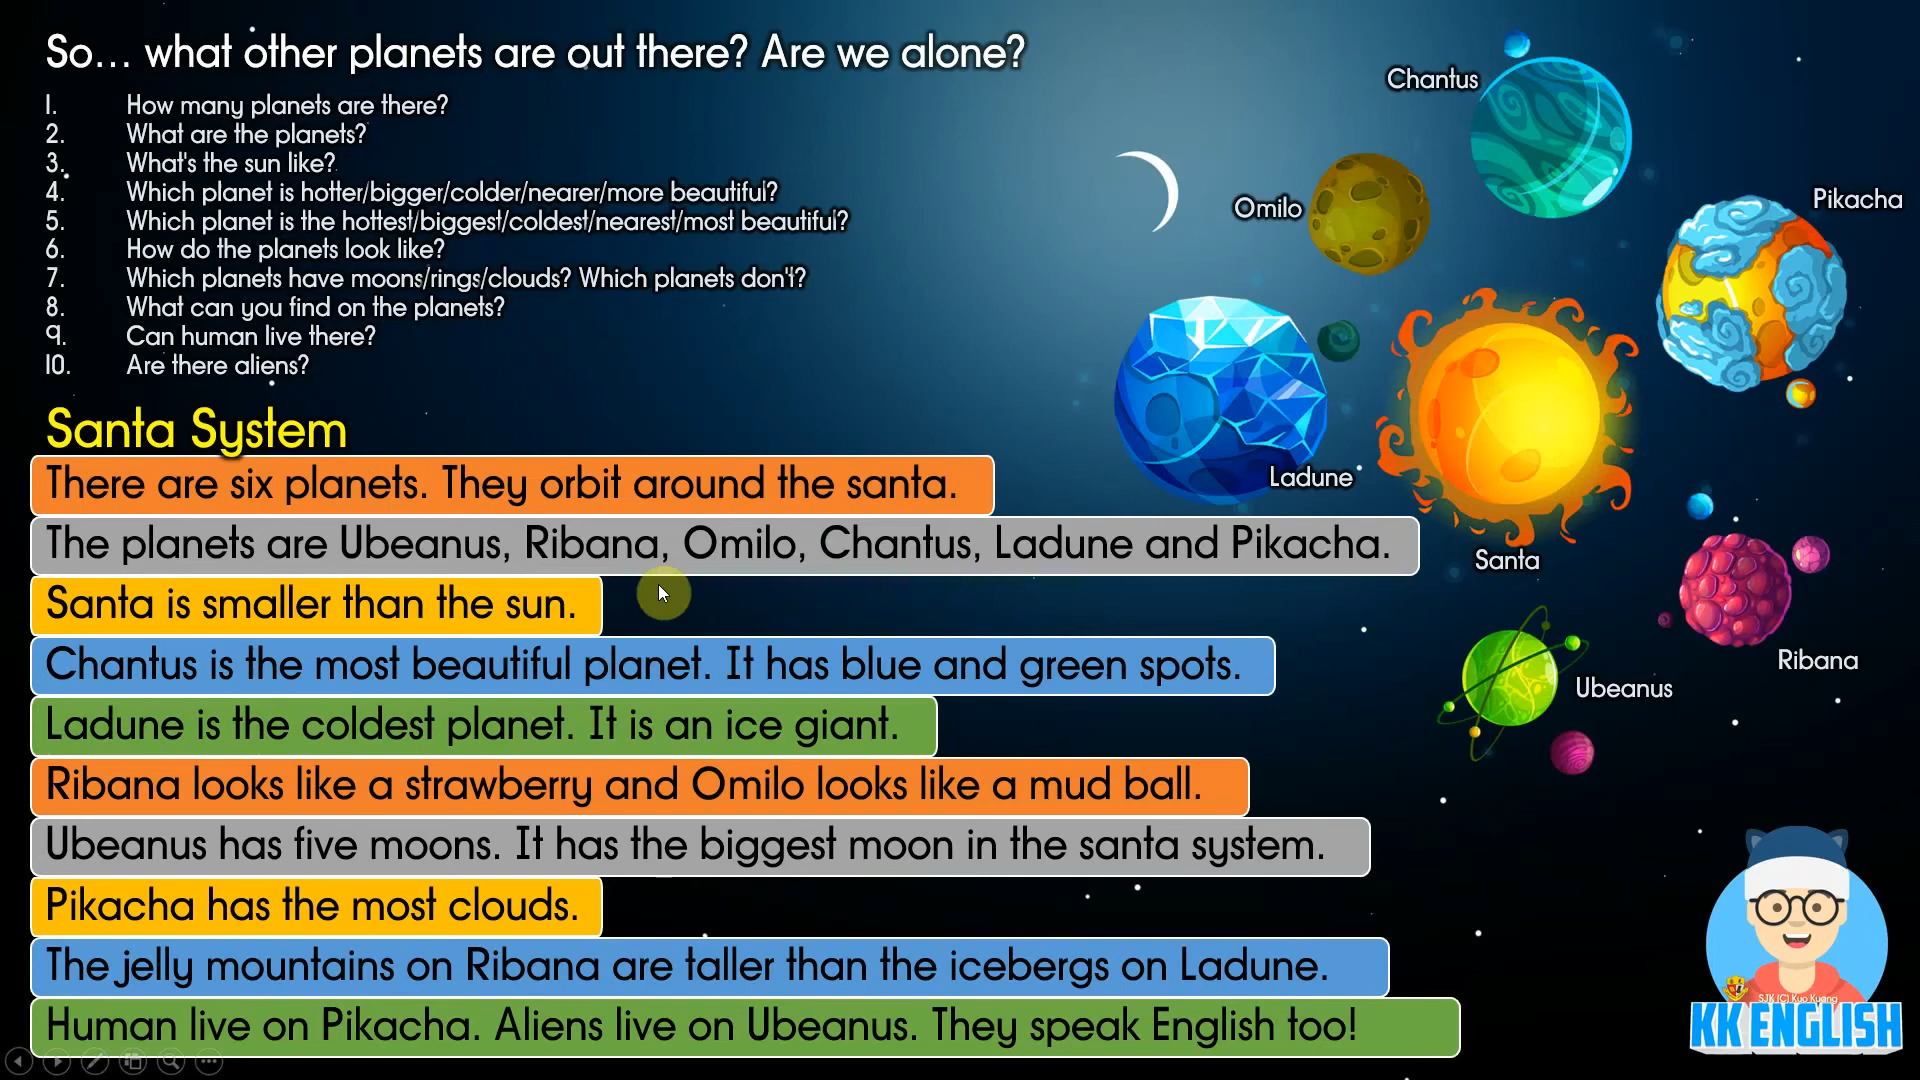 So... what other planets are out there? Are we alone?
1. How many planets are there?
2. What are the planets?
3. What's the sun like?
4. Which planet is hotter/bigger/colder/nearer/more beautiful?
5. Which planet is the hottest/biggest/coldest/nearest/most beautiful?
6. How do the planets look like?
7. Which planets have moons/rings/clouds? Which planets don't?
8. What can you find on the planets?
9. Can human live there?
10. Are there aliens?
Santa System
There are six planets. They orbit around the santa.
The planets are Ubeanus, Ribana, Omilo, Chantus, Ladune and Pikacha.
Santa is smaller than the sun.
Chantus is the most beautiful planet. It has blue and green spots.
Ladune is the coldest planet. It is an ice giant.
Ribana looks like a strawberry and Omilo looks like a mud ball.
Ubeanus has five moons. It has the biggest moon in the santa system.
Pikacha has the most clouds.
The jelly mountains on Ribana are taller than the icebergs on Ladune.
Human live on Pikacha. Aliens live on Ubeanus. They speak English too!
Chantus
Pikacha
Omilo
Ladune
Santa
Ribana
Ubeanus
SJK (C) Kuo Kuang
KK ENGLISH